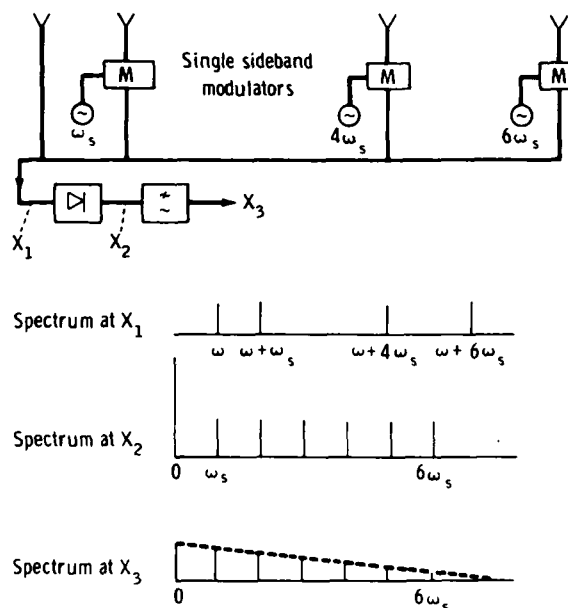 M
Single sideband
modulators
M
M
ω_s
4ω_s
6ω_s
X_3
X_1
X_2
Spectrum at X_1
ω
ω+ω_s
ω+4ω_s
ω+6ω_s
Spectrum at X_2
0
ω_s
6ω_s
Spectrum at X_3
0
6ω_s